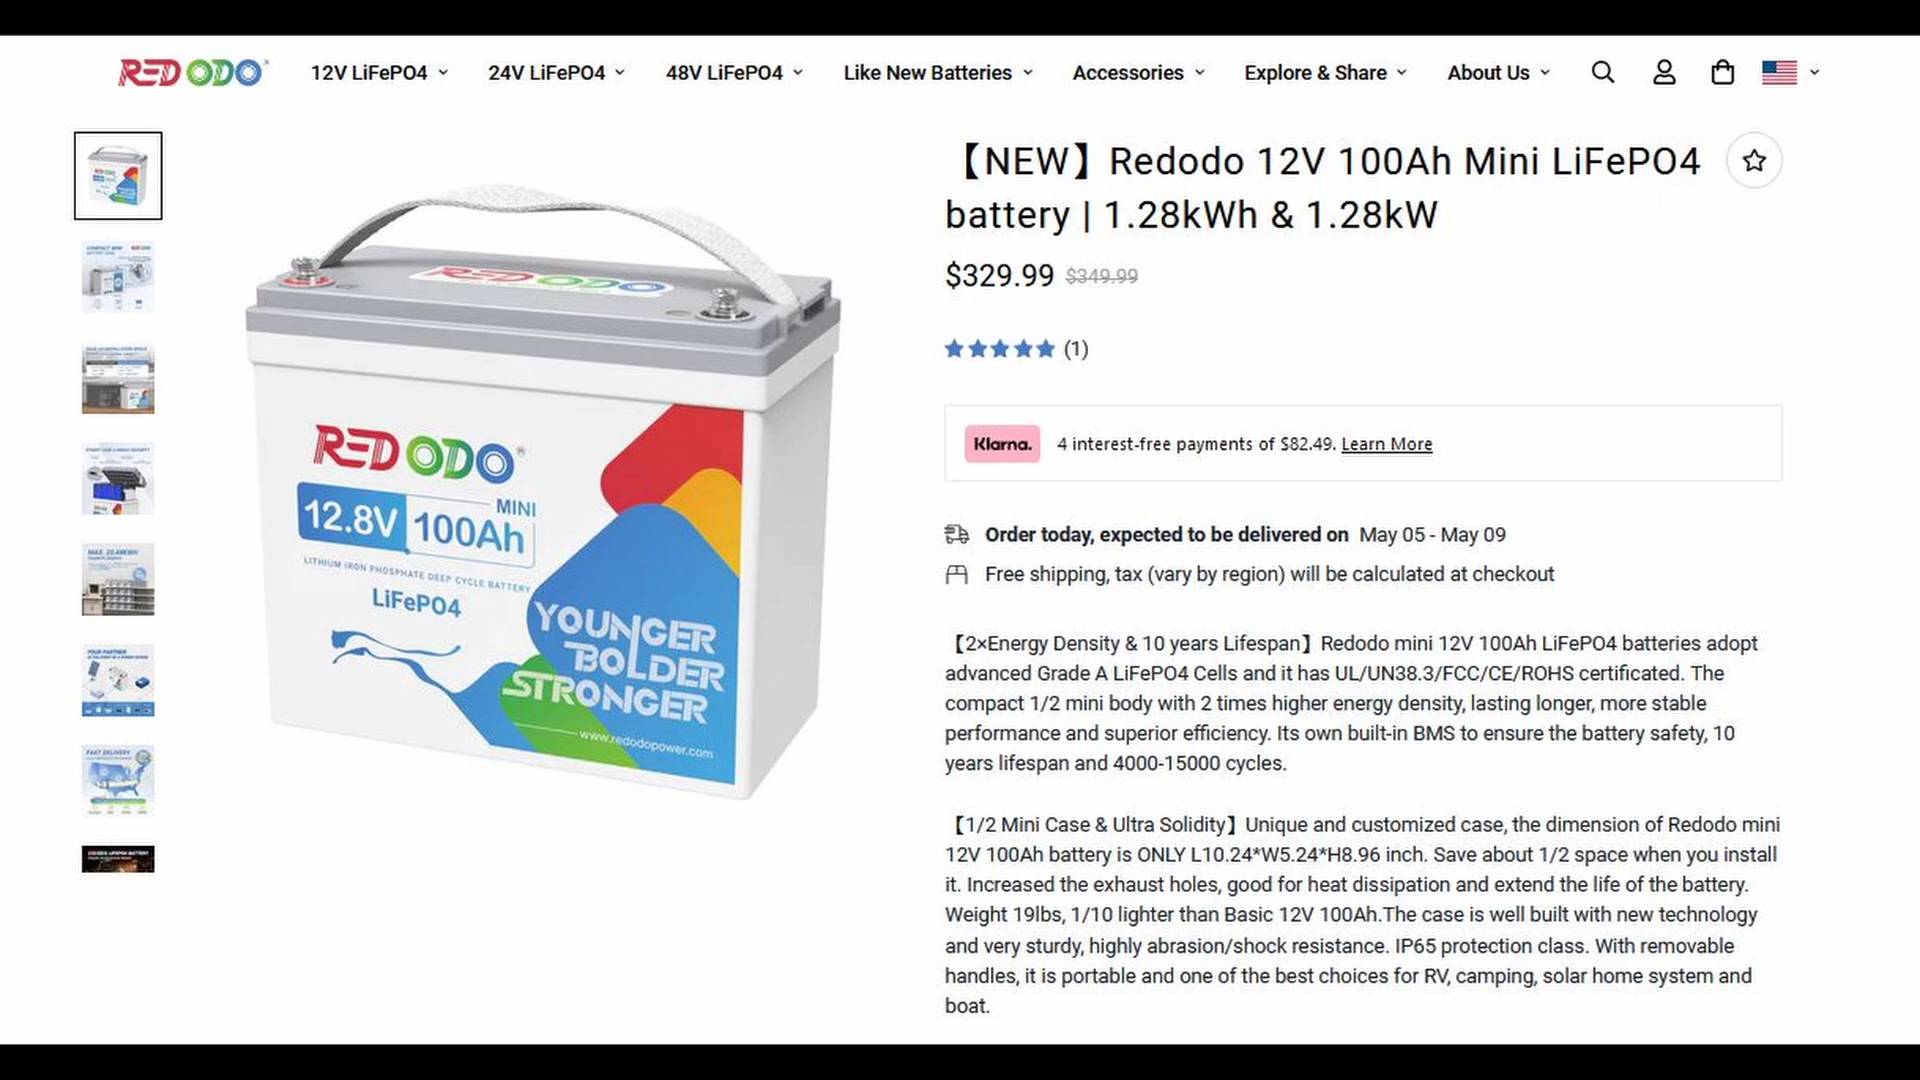 RED ODO
12V LiFePO4
24V LiFePO4
48V LiFePO4
Like New Batteries
Accessories
Explore & Share
About Us
【NEW】Redodo 12V 100Ah Mini LiFePO4
battery | 1.28kWh & 1.28kW
$329.99 $349.99
(1)
Klarna. 4 interest-free payments of $82.49. Learn More
Order today, expected to be delivered on May 05 - May 09
Free shipping, tax (vary by region) will be calculated at checkout
【2×Energy Density & 10 years Lifespan】Redodo mini 12V 100Ah LiFePO4 batteries adopt
advanced Grade A LiFePO4 Cells and it has UL/UN38.3/FCC/CE/ROHS certificated. The
compact 1/2 mini body with 2 times higher energy density, lasting longer, more stable
performance and superior efficiency. Its own built-in BMS to ensure the battery safety, 10
years lifespan and 4000-15000 cycles.
【1/2 Mini Case & Ultra Solidity】Unique and customized case, the dimension of Redodo mini
12V 100Ah battery is ONLY L10.24*W5.24*H8.96 inch. Save about 1/2 space when you install
it. Increased the exhaust holes, good for heat dissipation and extend the life of the battery.
Weight 19lbs, 1/10 lighter than Basic 12V 100Ah.The case is well built with new technology
and very sturdy, highly abrasion/shock resistance. IP65 protection class. With removable
handles, it is portable and one of the best choices for RV, camping, solar home system and
boat.
RED ODO
RED ODO®
12.8V 100Ah MINI
LITHIUM IRON PHOSPHATE DEEP CYCLE BATTERY
LiFePO4
YOUNGER
BOLDER
STRONGER
www.redodopower.com
FAST DELIVERY